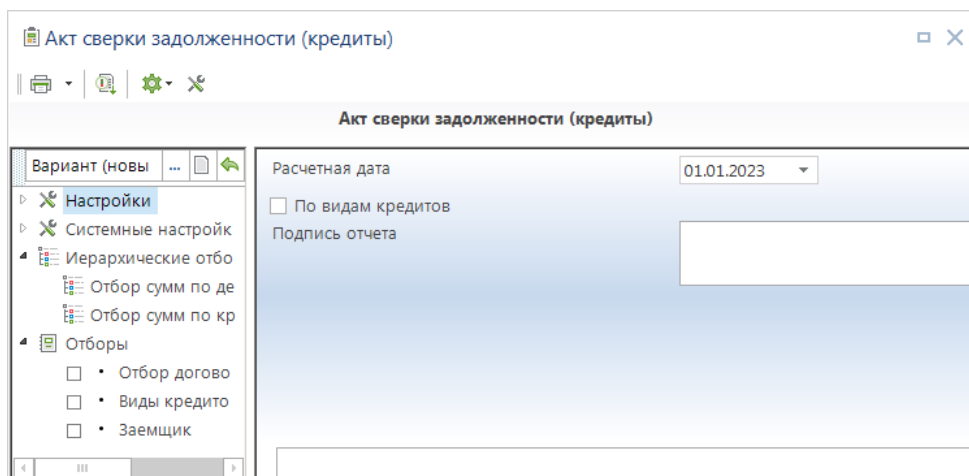 Акт сверки задолженности (кредиты)
Акт сверки задолженности (кредиты)
Вариант (новы ...
Настройки
Системные настройк
Иерархические отбо
Отбор сумм по де
Отбор сумм по кр
Отборы
Отбор догово
Виды кредито
Заемщик
Расчетная дата 01.01.2023
По видам кредитов
Подпись отчета